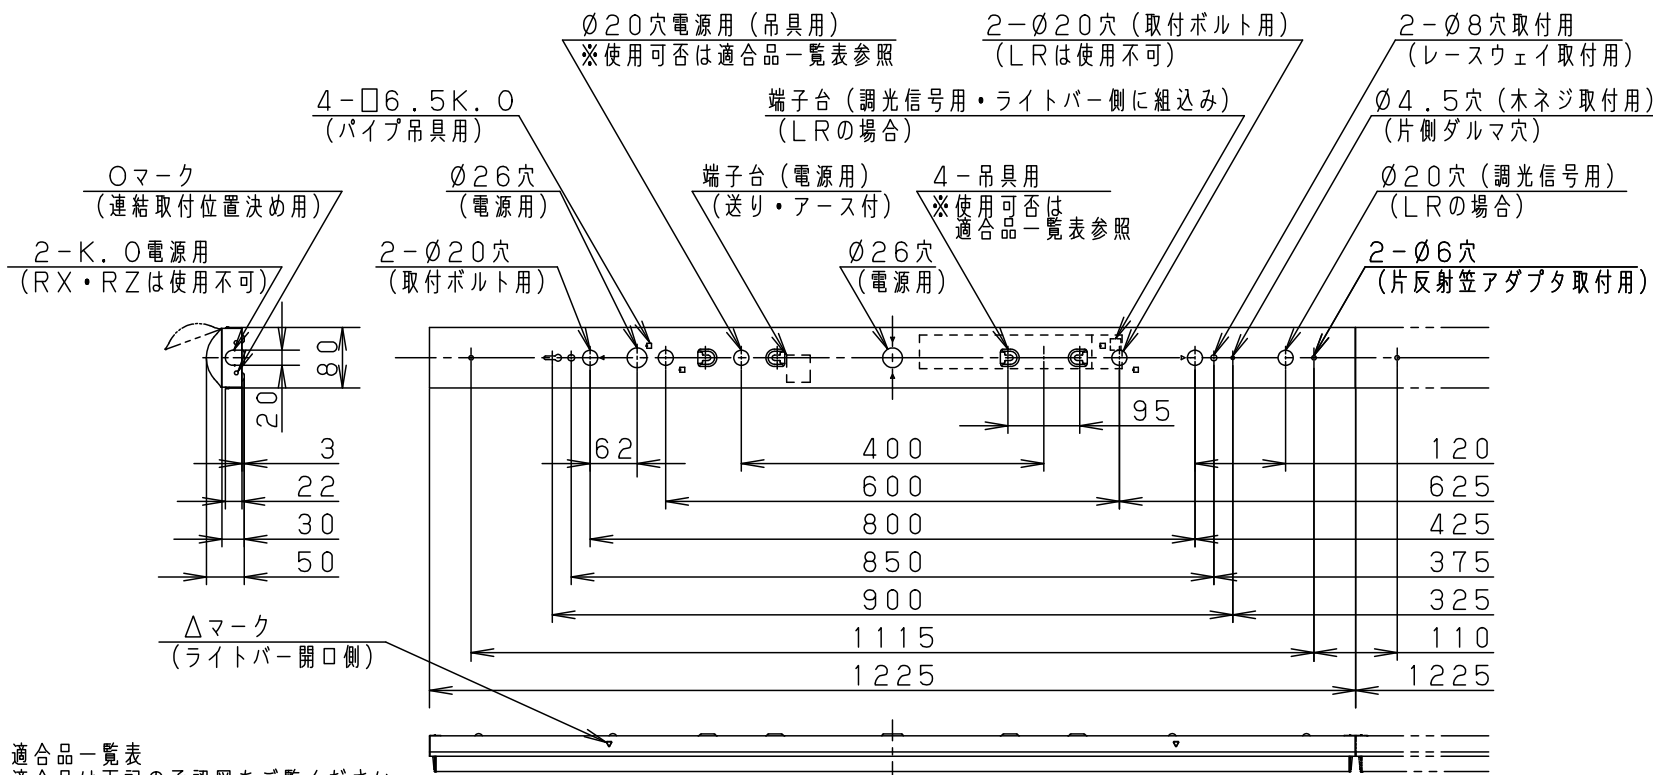 Ø20穴電源用（吊具用）
※使用可否は適合品一覧表参照
2-Ø20穴（取付ボルト用）
（LRは使用不可）
2-Ø8穴取付用
（レースウェイ取付用）
4-□6.5K.O
（パイプ吊具用）
端子台（調光信号用・ライトバー側に組込み）
（LRの場合）
Ø4.5穴（木ネジ取付用）
（片側ダルマ穴）
Oマーク
（連結取付位置決め用）
Ø26穴
（電源用）
端子台（電源用）
（送り・アース付）
4-吊具用
※使用可否は
適合品一覧表参照
Ø20穴（調光信号用）
（LRの場合）
2-K.O電源用
（RX・RZは使用不可）
2-Ø20穴
（取付ボルト用）
Ø26穴
（電源用）
2-Ø6穴
（片反射笠アダプタ取付用）
80
20
95
3
62
400
120
22
600
625
30
800
425
50
850
375
900
325
△マーク
（ライトバー開口側）
1115
110
1225
1225
適合品一覧表